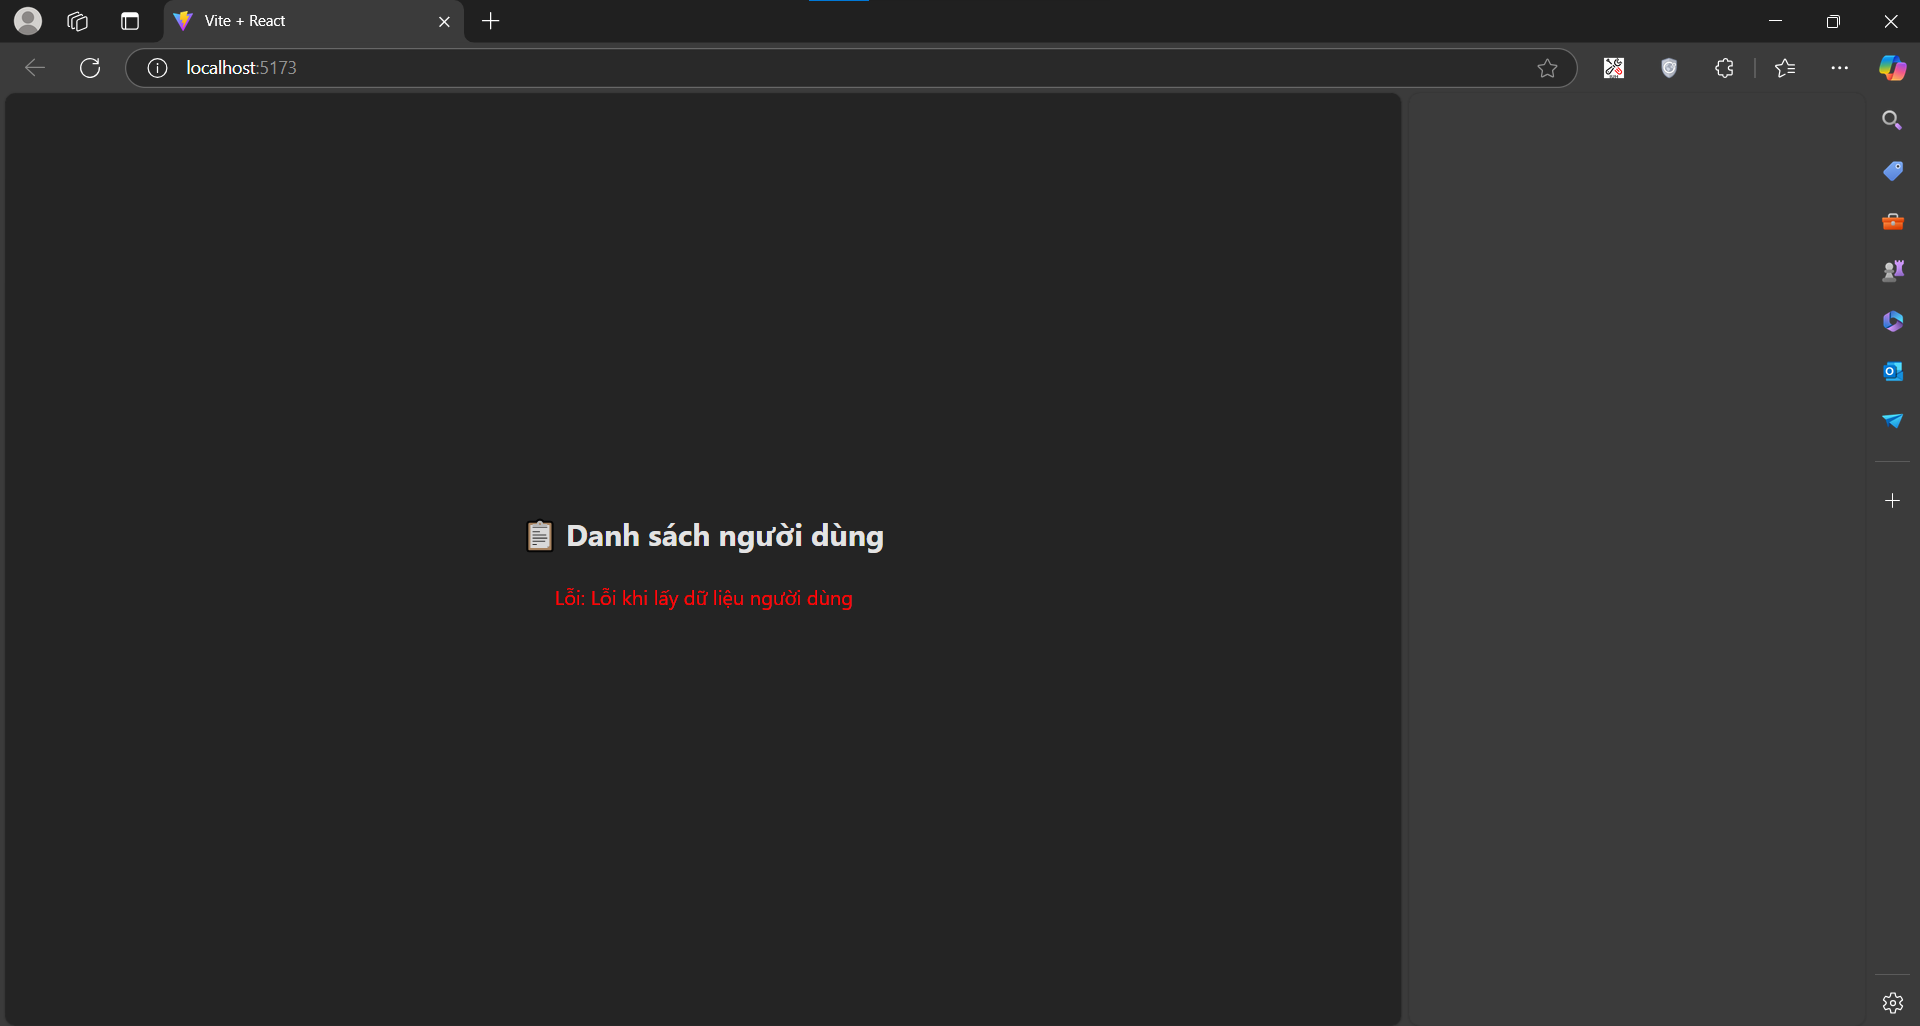 Vite + React
localhost:5173
📋 Danh sách người dùng
Lỗi: Lỗi khi lấy dữ liệu người dùng